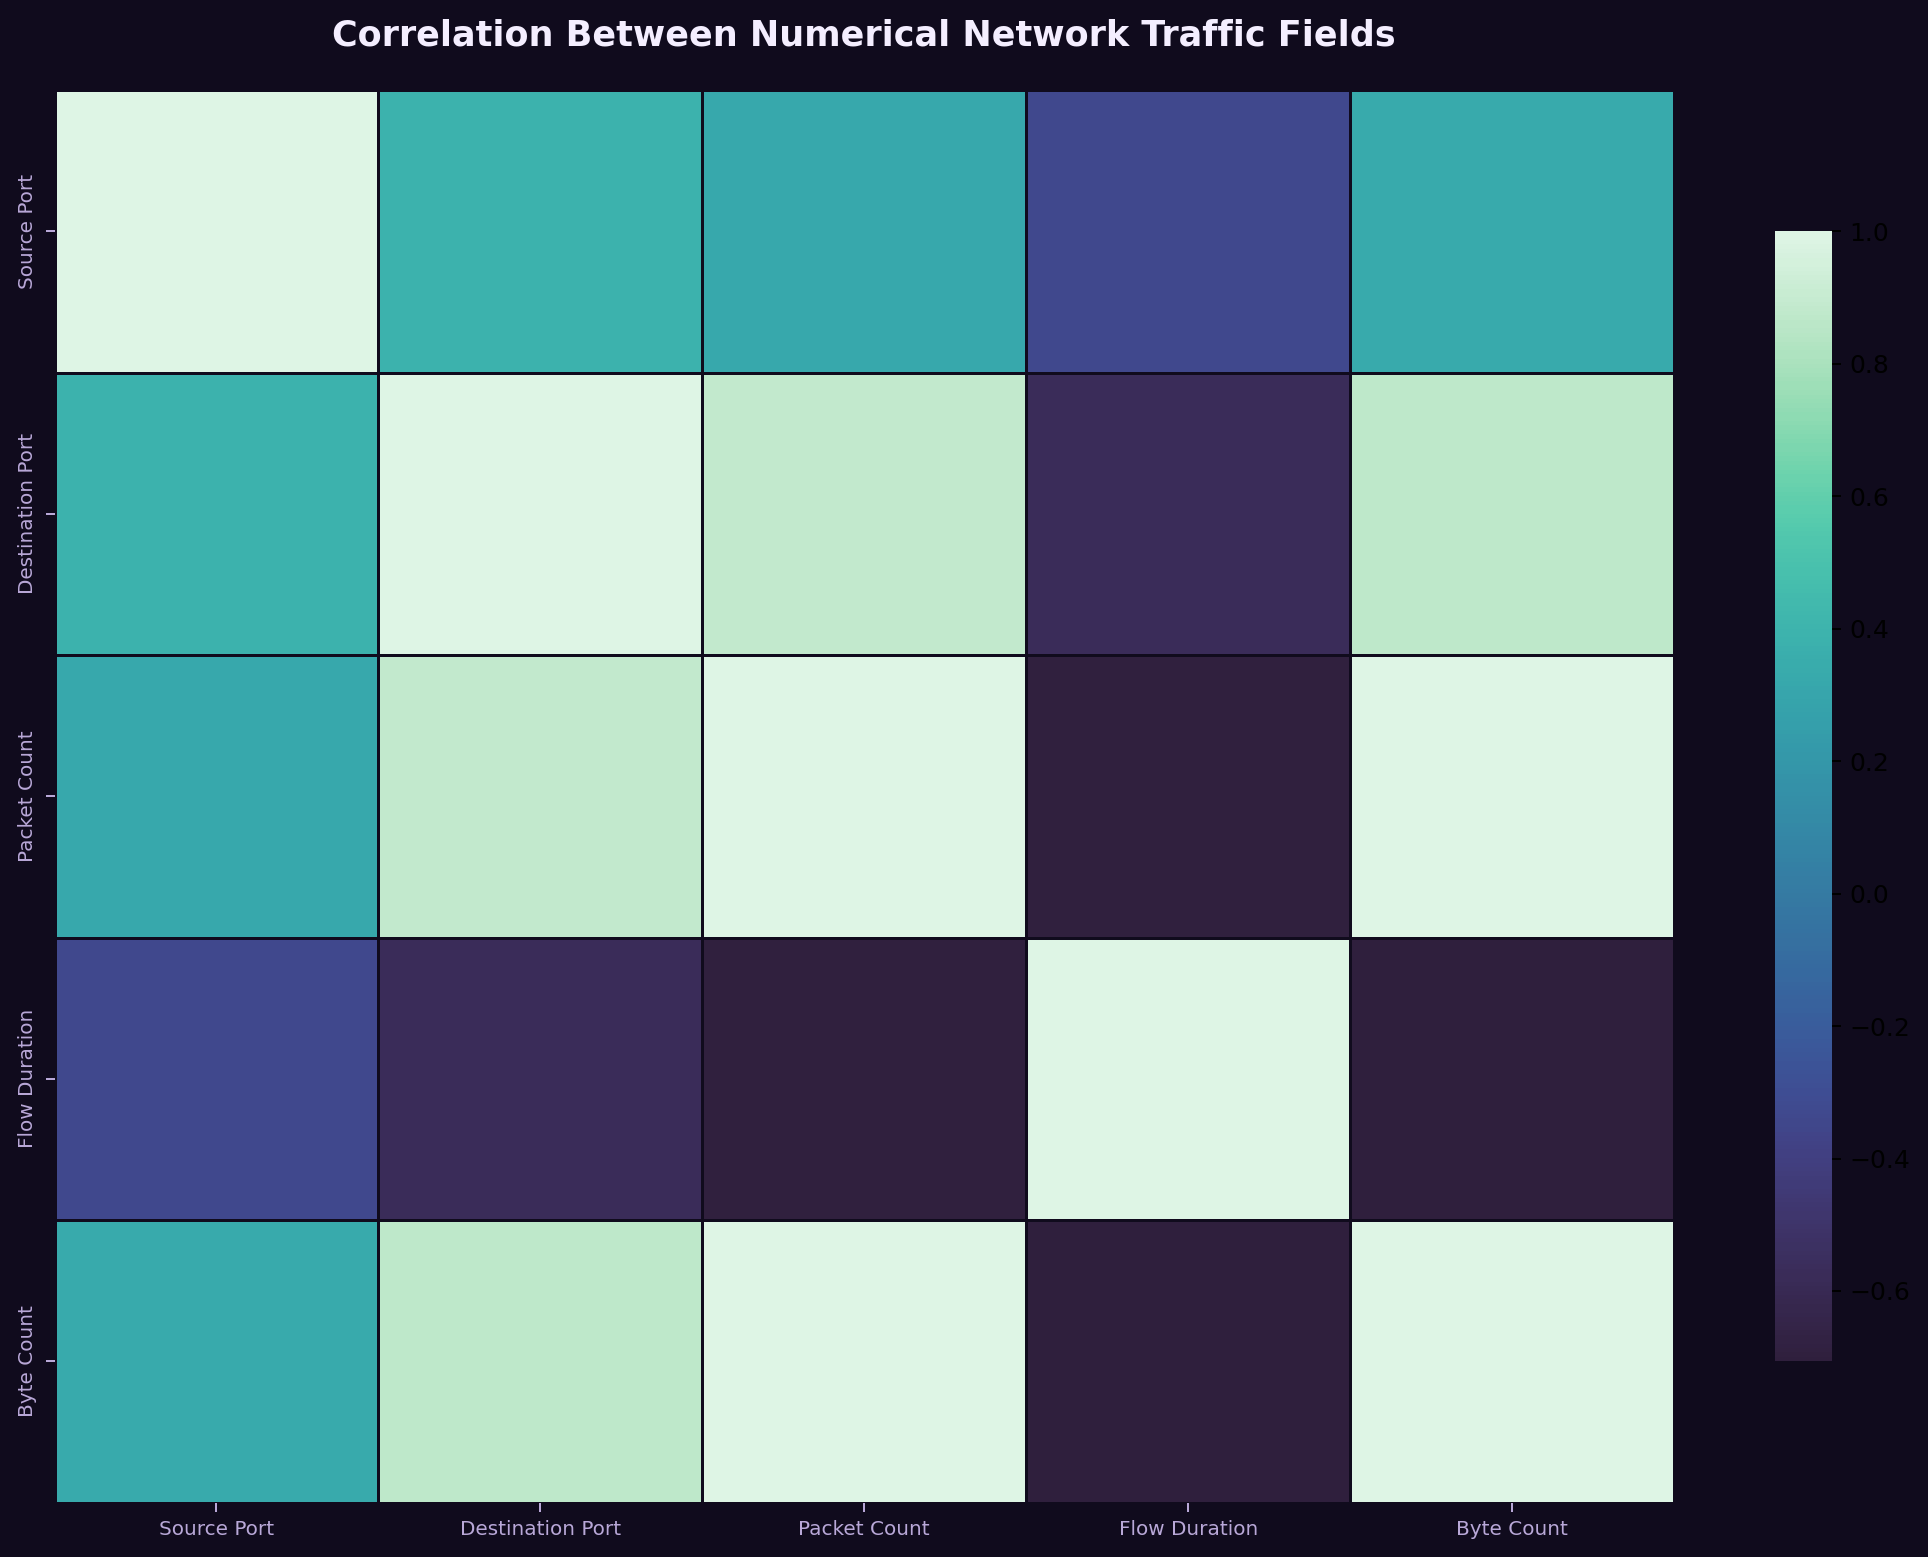 Correlation Between Numerical Network Traffic Fields
Source Port
Destination Port
Packet Count
Flow Duration
Byte Count
Source Port
Destination Port
Packet Count
Flow Duration
Byte Count
1.0
0.8
0.6
0.4
0.2
0.0
−0.2
−0.4
−0.6